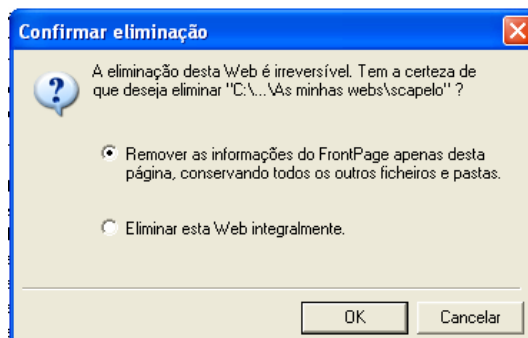 Confirmar eliminação
A eliminação desta Web é irreversível. Tem a certeza de
que deseja eliminar "C:\...\As minhas webs\scapelo" ?
Remover as informações do FrontPage apenas desta
página, conservando todos os outros ficheiros e pastas.
Eliminar esta Web integralmente.
OK
Cancelar